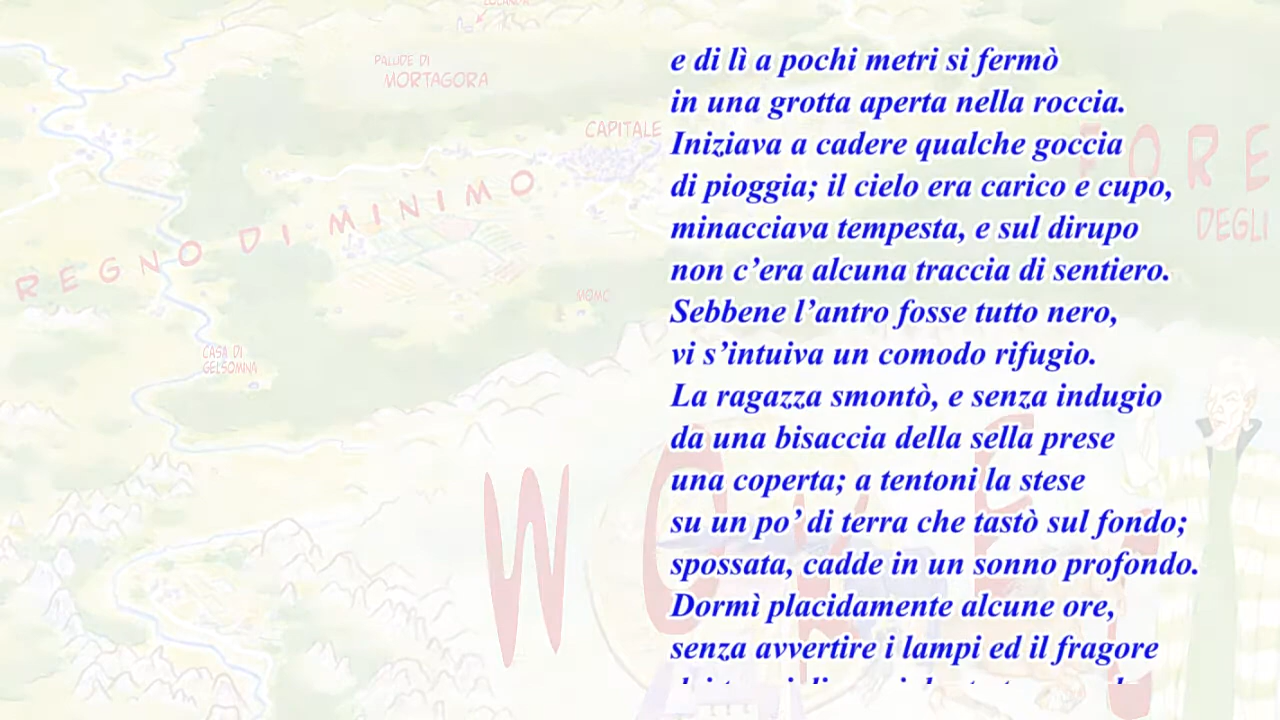 LOLANDA
PALUDE DI
MORTAGORA
CAPITALE
REGNO DI MINIMO
MOMO
CASA DI
GELSOMNA
FORE
DEGLI
W
e di lì a pochi metri si fermò
in una grotta aperta nella roccia.
Iniziava a cadere qualche goccia
di pioggia; il cielo era carico e cupo,
minacciava tempesta, e sul dirupo
non c’era alcuna traccia di sentiero.
Sebbene l’antro fosse tutto nero,
vi s’intuiva un comodo rifugio.
La ragazza smontò, e senza indugio
da una bisaccia della sella prese
una coperta; a tentoni la stese
su un po’ di terra che tastò sul fondo;
spossata, cadde in un sonno profondo.
Dormì placidamente alcune ore,
senza avvertire i lampi ed il fragore